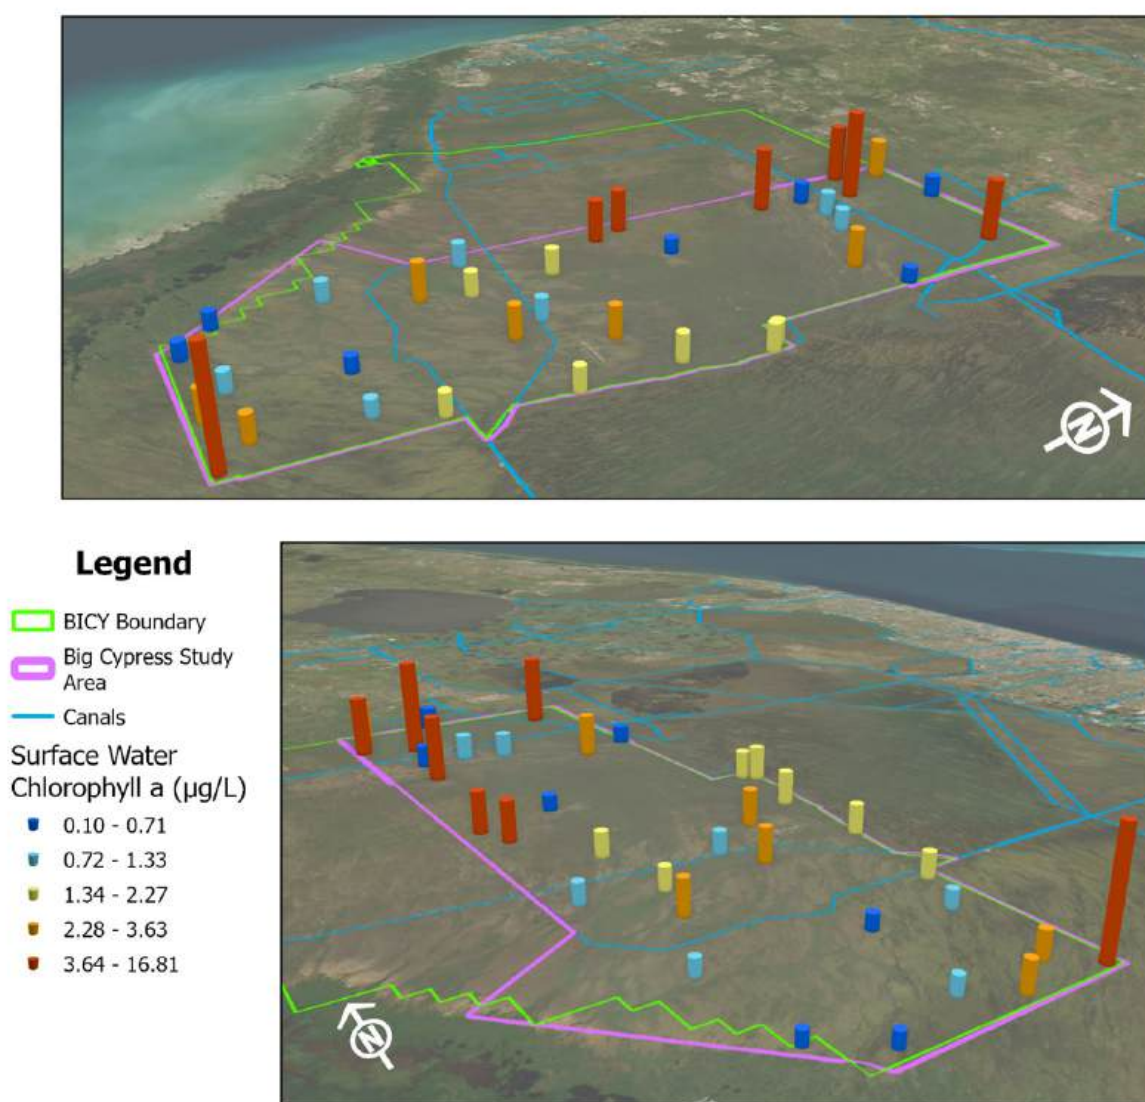 N
Legend
BICY Boundary
Big Cypress Study
Area
Canals
Surface Water
Chlorophyll a (µg/L)
0.10 - 0.71
0.72 - 1.33
1.34 - 2.27
2.28 - 3.63
3.64 - 16.81
N